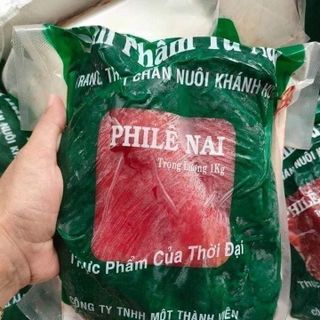 Phẩm Từ
TRANG TRẠI CHĂN NUÔI KHÁNH
PHILÊ NAI
Trọng Lượng 1Kg
Thực Phẩm Của Thời Đại
CÔNG TY TNHH MỘT THÀNH VIÊN